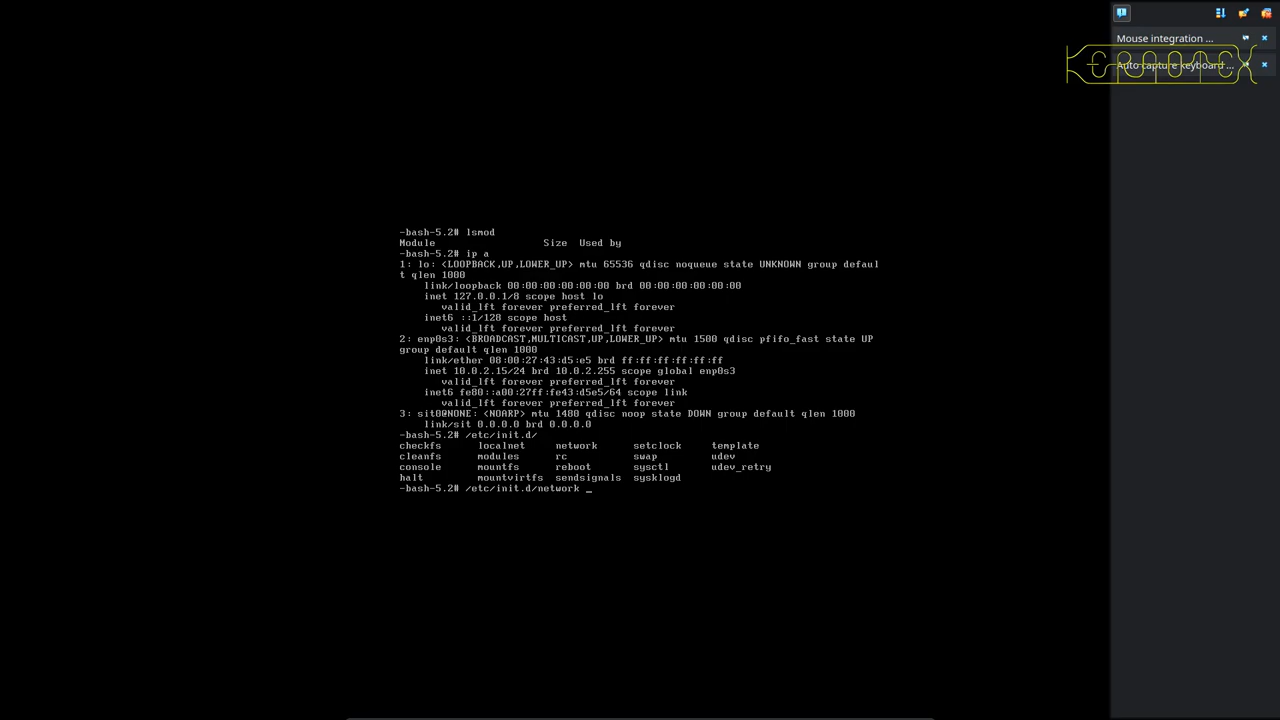 Mouse integration ...
Auto capture keyboard ...
-bash-5.2# lsmod
Module                  Size  Used by
-bash-5.2# ip a
1: lo: <LOOPBACK,UP,LOWER_UP> mtu 65536 qdisc noqueue state UNKNOWN group defaul
t qlen 1000
    link/loopback 00:00:00:00:00:00 brd 00:00:00:00:00:00
    inet 127.0.0.1/8 scope host lo
       valid_lft forever preferred_lft forever
    inet6 ::1/128 scope host
       valid_lft forever preferred_lft forever
2: enp0s3: <BROADCAST,MULTICAST,UP,LOWER_UP> mtu 1500 qdisc pfifo_fast state UP
group default qlen 1000
    link/ether 08:00:27:43:d5:e5 brd ff:ff:ff:ff:ff:ff
    inet 10.0.2.15/24 brd 10.0.2.255 scope global enp0s3
       valid_lft forever preferred_lft forever
    inet6 fe80::a00:27ff:fe43:d5e5/64 scope link
       valid_lft forever preferred_lft forever
3: sit0@NONE: <NOARP> mtu 1480 qdisc noop state DOWN group default qlen 1000
    link/sit 0.0.0.0 brd 0.0.0.0
-bash-5.2# /etc/init.d/
checkfs      localnet     network      setclock     template
cleanfs      modules      rc           swap         udev
console      mountfs      reboot       sysctl       udev_retry
halt         mountvirtfs  sendsignals  sysklogd
-bash-5.2# /etc/init.d/network _